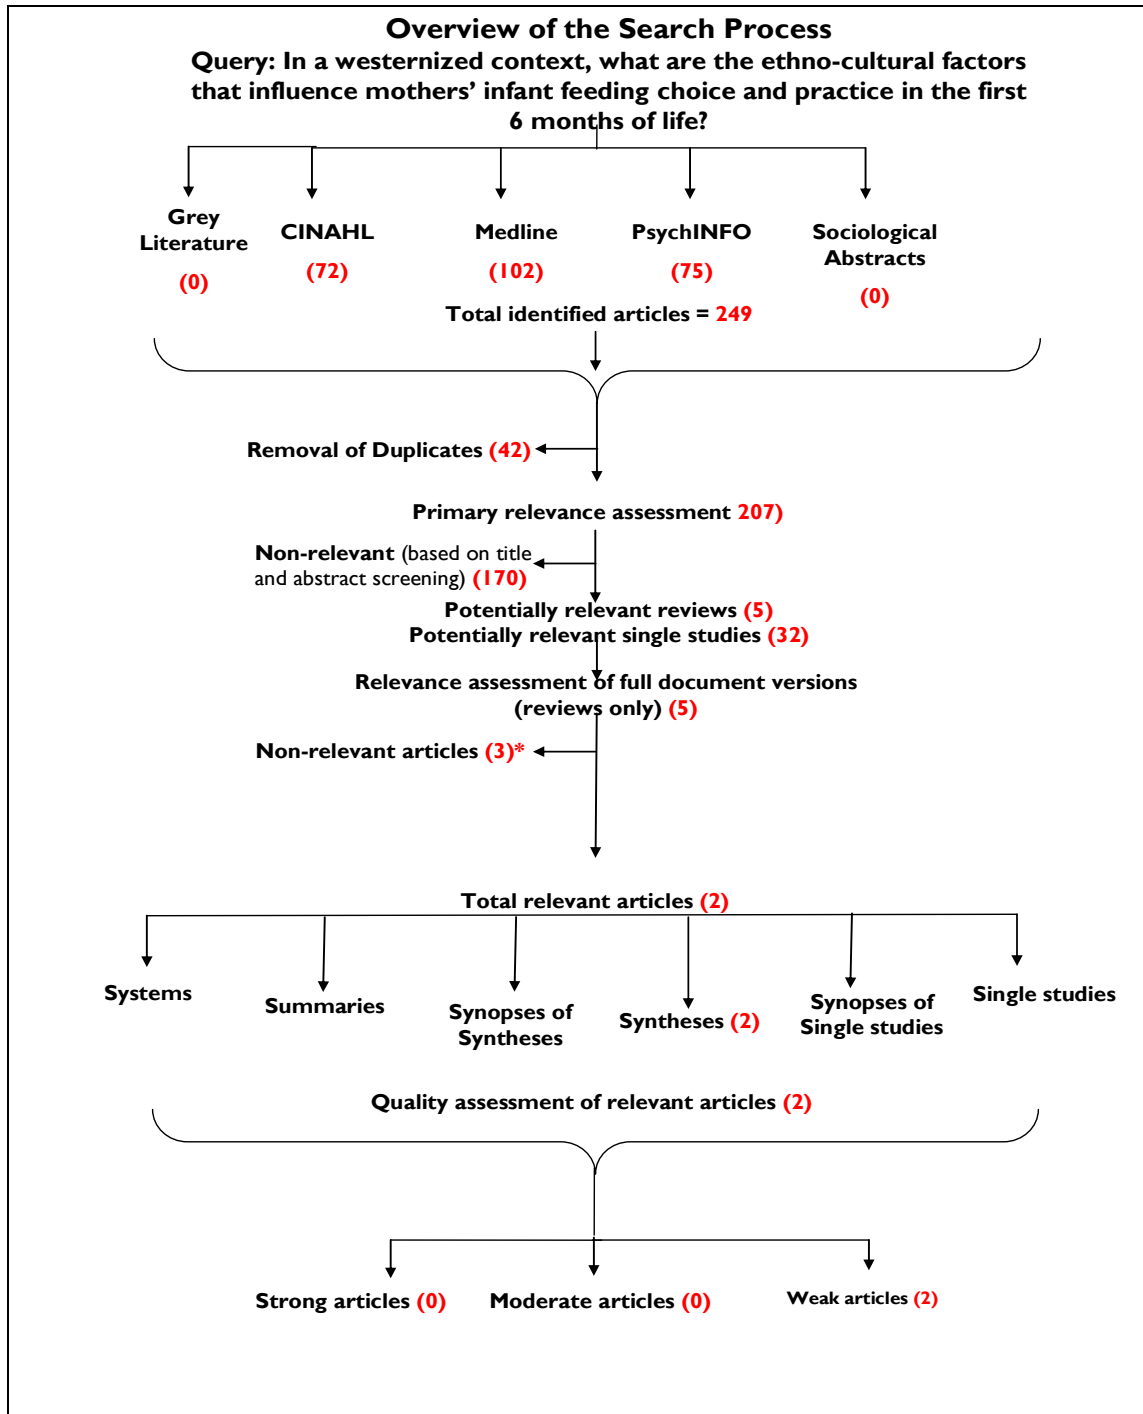 Overview of the Search Process
Query: In a westernized context, what are the ethno-cultural factors
that influence mothers’ infant feeding choice and practice in the first
6 months of life?
Grey
Literature
(0)
CINAHL
(72)
Medline
(102)
PsychINFO
(75)
Sociological
Abstracts
(0)
Total identified articles = 249
Removal of Duplicates (42)
Primary relevance assessment 207)
Non-relevant (based on title
and abstract screening) (170)
Potentially relevant reviews (5)
Potentially relevant single studies (32)
Relevance assessment of full document versions
(reviews only) (5)
Non-relevant articles (3)*
Total relevant articles (2)
Systems
Summaries
Synopses of
Syntheses
Syntheses (2)
Synopses of
Single studies
Single studies
Quality assessment of relevant articles (2)
Strong articles (0)
Moderate articles (0)
Weak articles (2)